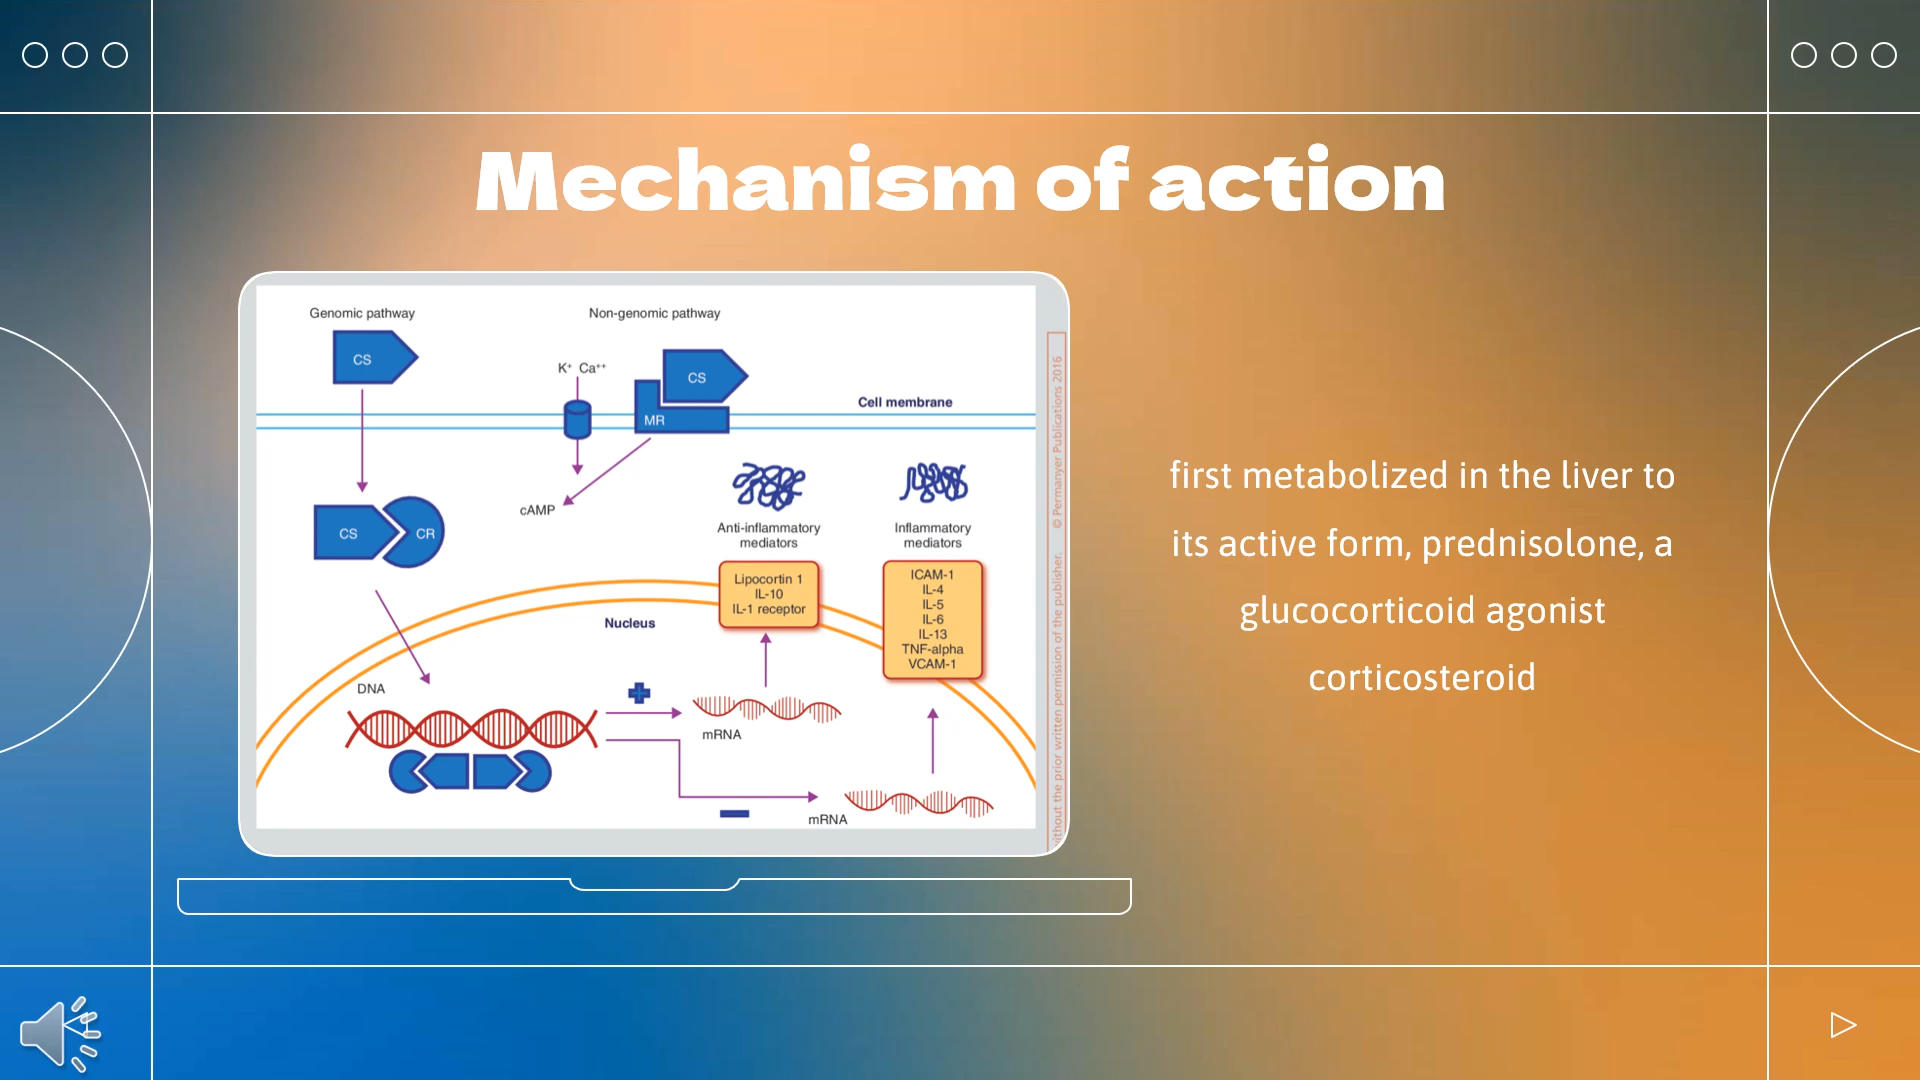 Mechanism of action
Genomic pathway
Non-genomic pathway
CS
K⁺ Ca⁺⁺
CS
MR
Cell membrane
CS
CR
cAMP
Anti-inflammatory
mediators
Inflammatory
mediators
Lipocortin 1
IL-10
IL-1 receptor
ICAM-1
IL-4
IL-5
IL-6
IL-13
TNF-alpha
VCAM-1
Nucleus
DNA
mRNA
mRNA
without the prior written permission of the publisher. © Permanyer Publications 2016
first metabolized in the liver to
its active form, prednisolone, a
glucocorticoid agonist
corticosteroid